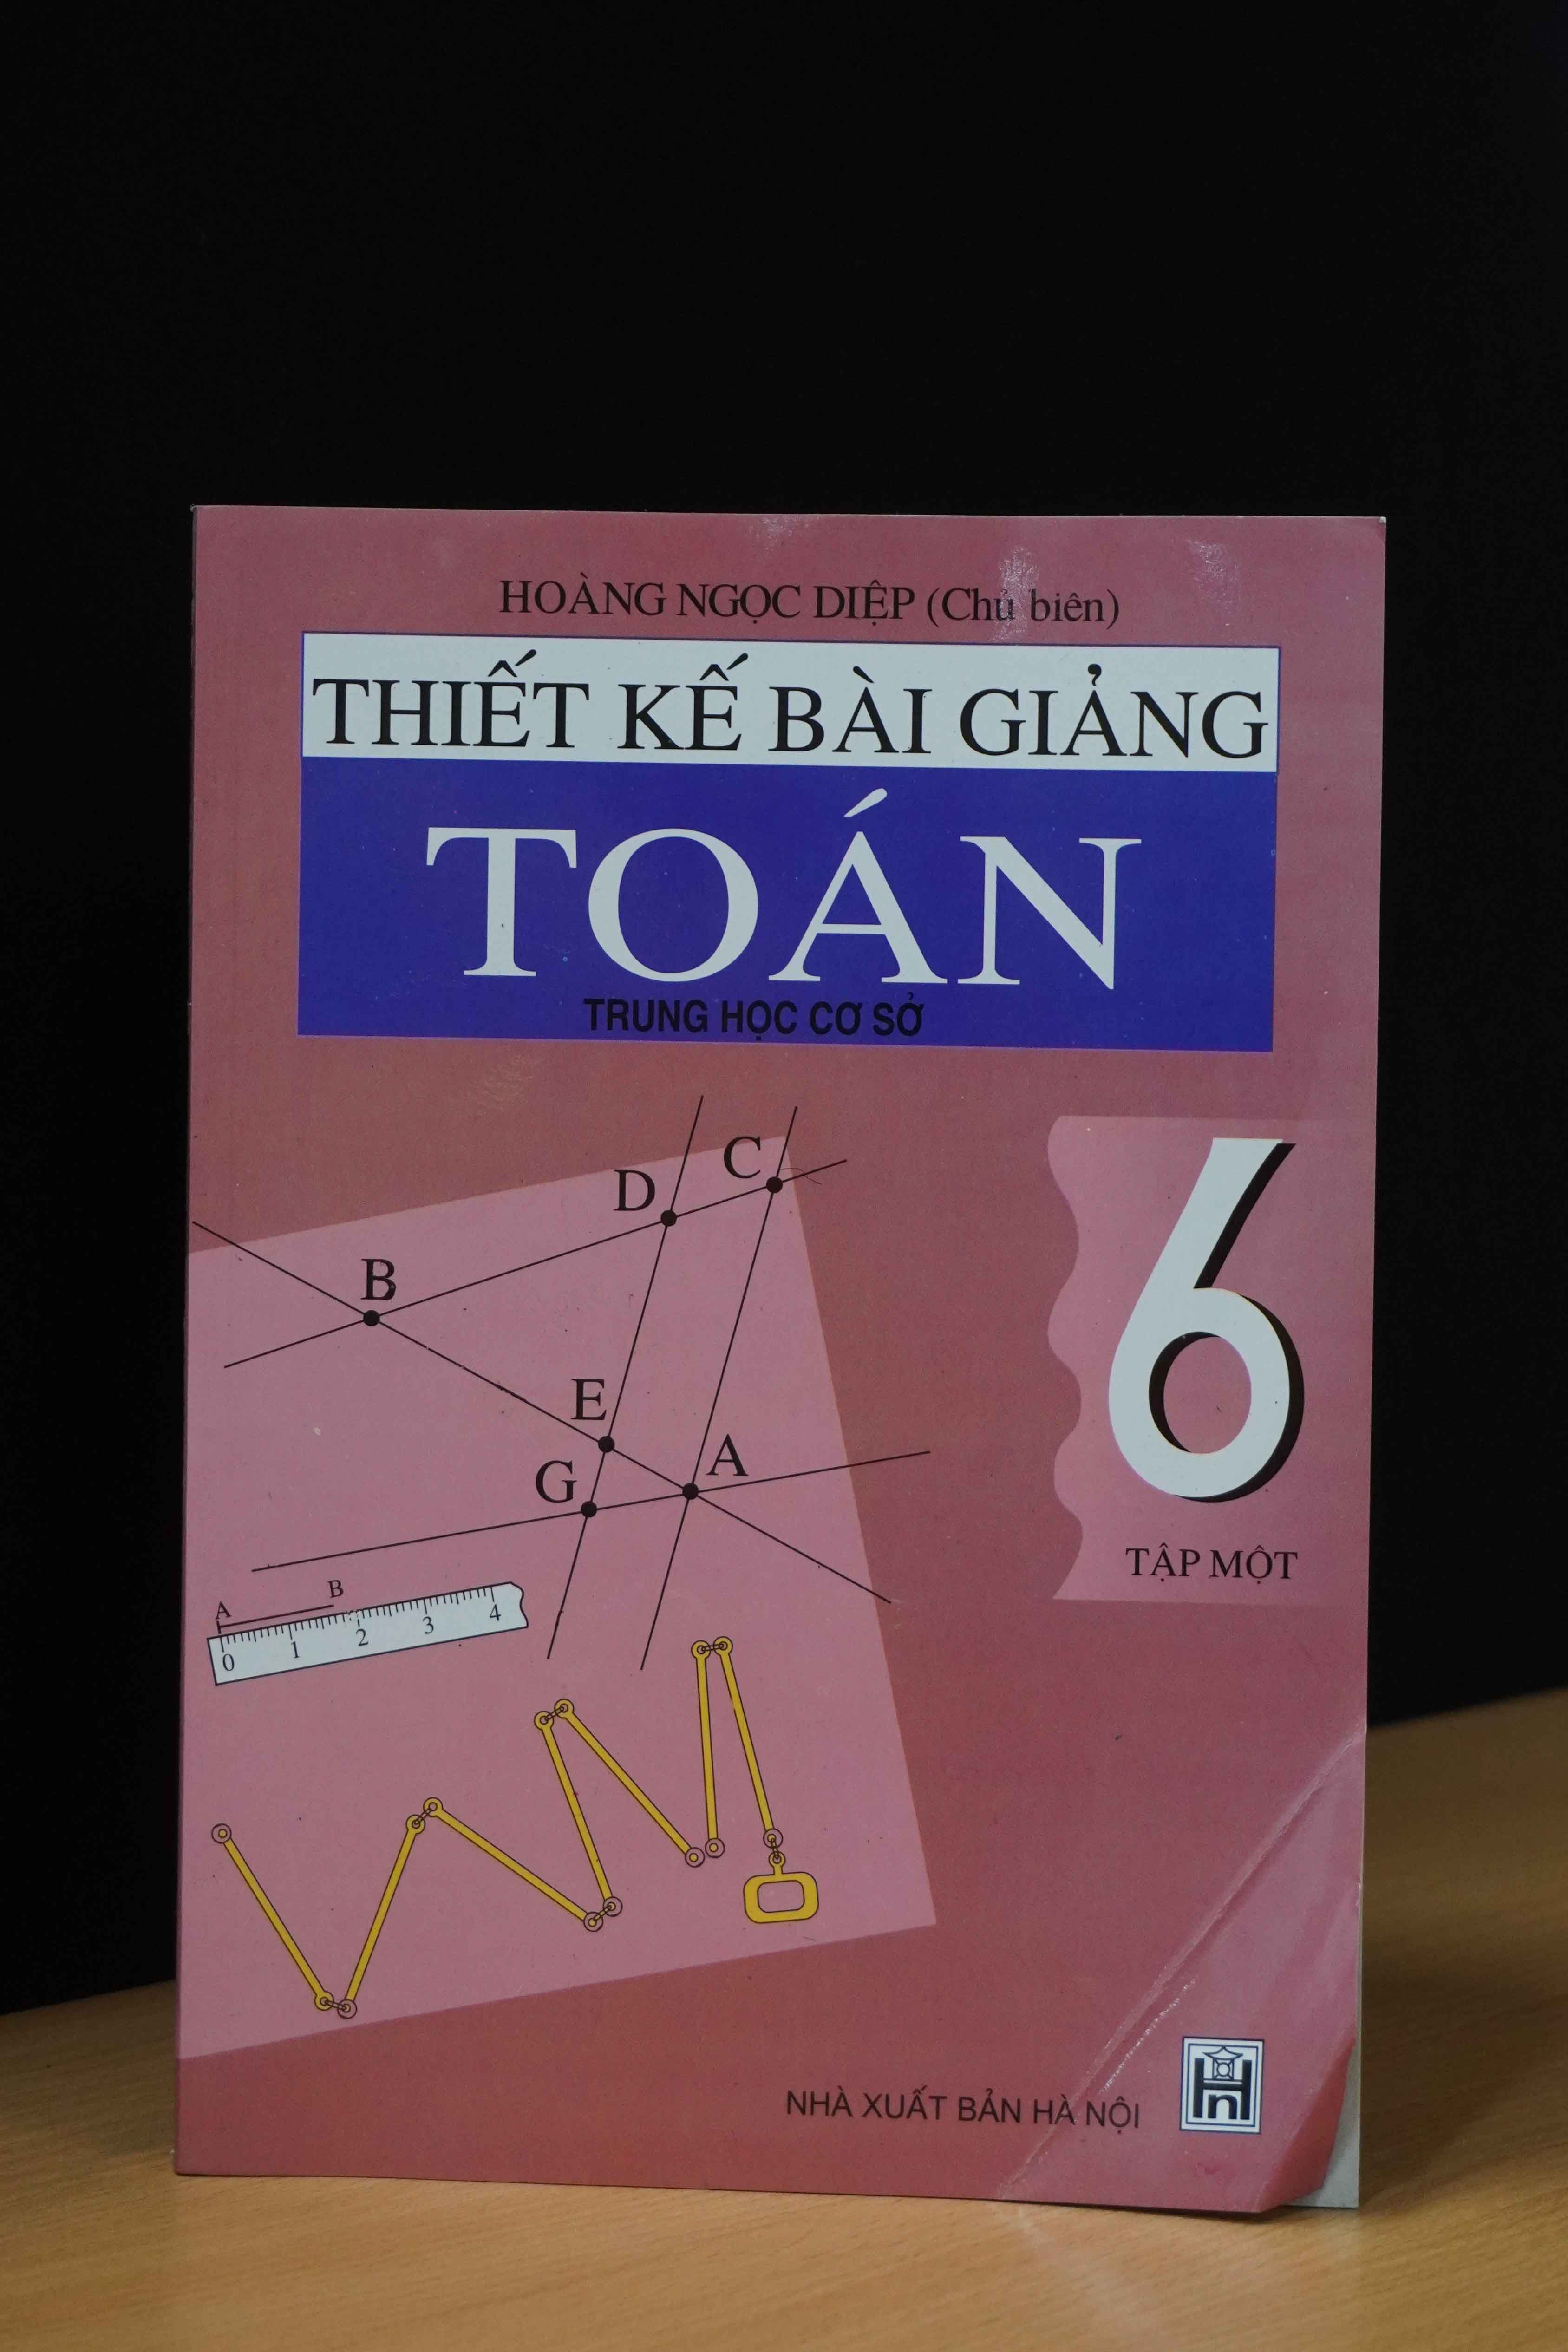 HOÀNG NGỌC DIỆP (Chủ biên)
THIẾT KẾ BÀI GIẢNG
TOÁN
TRUNG HỌC CƠ SỞ
C
D
B
E
A
G
6
TẬP MỘT
A B
0 1 2 3 4
NHÀ XUẤT BẢN HÀ NỘI
Hn